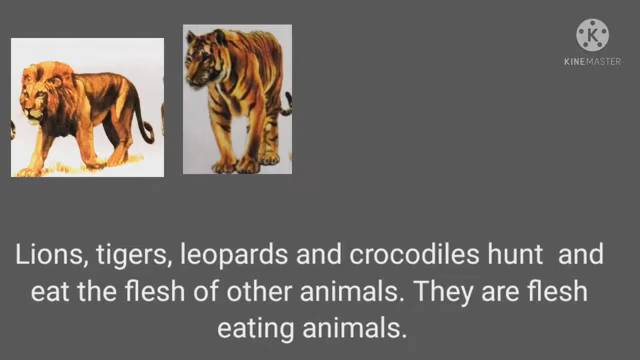 KINEMASTER
Lions, tigers, leopards and crocodiles hunt and
eat the flesh of other animals. They are flesh
eating animals.